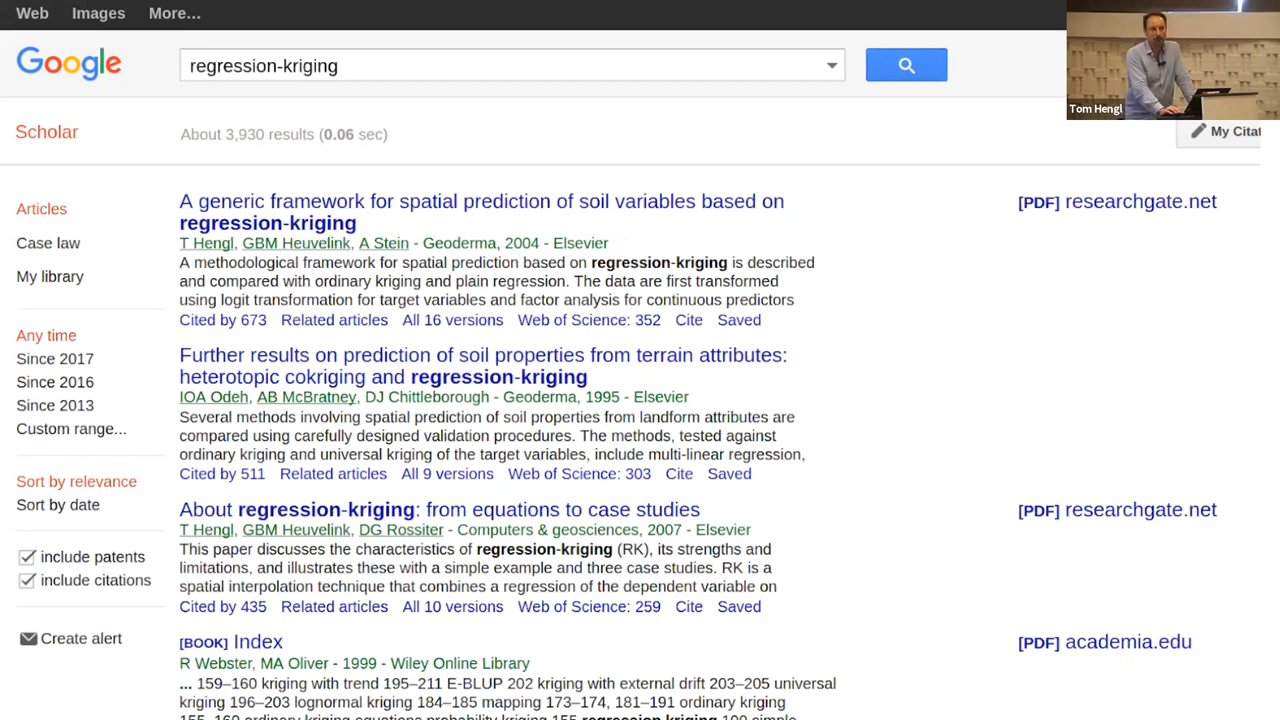 Web Images More...
Google
regression-kriging
Tom Hengl
Scholar
About 3,930 results (0.06 sec)
My Citat
Articles
Case law
My library
Any time
Since 2017
Since 2016
Since 2013
Custom range...
Sort by relevance
Sort by date
include patents
include citations
Create alert
A generic framework for spatial prediction of soil variables based on
regression-kriging
T Hengl, GBM Heuvelink, A Stein - Geoderma, 2004 - Elsevier
A methodological framework for spatial prediction based on regression-kriging is described
and compared with ordinary kriging and plain regression. The data are first transformed
using logit transformation for target variables and factor analysis for continuous predictors
Cited by 673 Related articles All 16 versions Web of Science: 352 Cite Saved
[PDF] researchgate.net
Further results on prediction of soil properties from terrain attributes:
heterotopic cokriging and regression-kriging
IOA Odeh, AB McBratney, DJ Chittleborough - Geoderma, 1995 - Elsevier
Several methods involving spatial prediction of soil properties from landform attributes are
compared using carefully designed validation procedures. The methods, tested against
ordinary kriging and universal kriging of the target variables, include multi-linear regression,
Cited by 511 Related articles All 9 versions Web of Science: 303 Cite Saved
About regression-kriging: from equations to case studies
T Hengl, GBM Heuvelink, DG Rossiter - Computers & geosciences, 2007 - Elsevier
This paper discusses the characteristics of regression-kriging (RK), its strengths and
limitations, and illustrates these with a simple example and three case studies. RK is a
spatial interpolation technique that combines a regression of the dependent variable on
Cited by 435 Related articles All 10 versions Web of Science: 259 Cite Saved
[PDF] researchgate.net
[BOOK] Index
R Webster, MA Oliver - 1999 - Wiley Online Library
... 159–160 kriging with trend 195–211 E-BLUP 202 kriging with external drift 203–205 universal
kriging 196–203 lognormal kriging 184–185 mapping 173–174, 181–191 ordinary kriging
155–160 ordinary kriging equations probability kriging 155 regression kriging 199 simple
[PDF] academia.edu